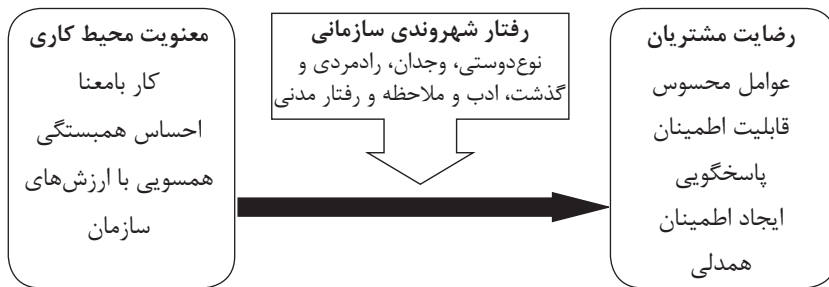 رضایت مشتریان
عوامل محسوس
قابلیت اطمینان
پاسخگویی
ایجاد اطمینان
همدلی
رفتار شهروندی سازمانی
نوع‌دوستی، وجدان، رادمردی و
گذشت، ادب و ملاحظه و رفتار مدنی
معنویت محیط کاری
کار بامعنا
احساس همبستگی
همسویی با ارزش‌های
سازمان